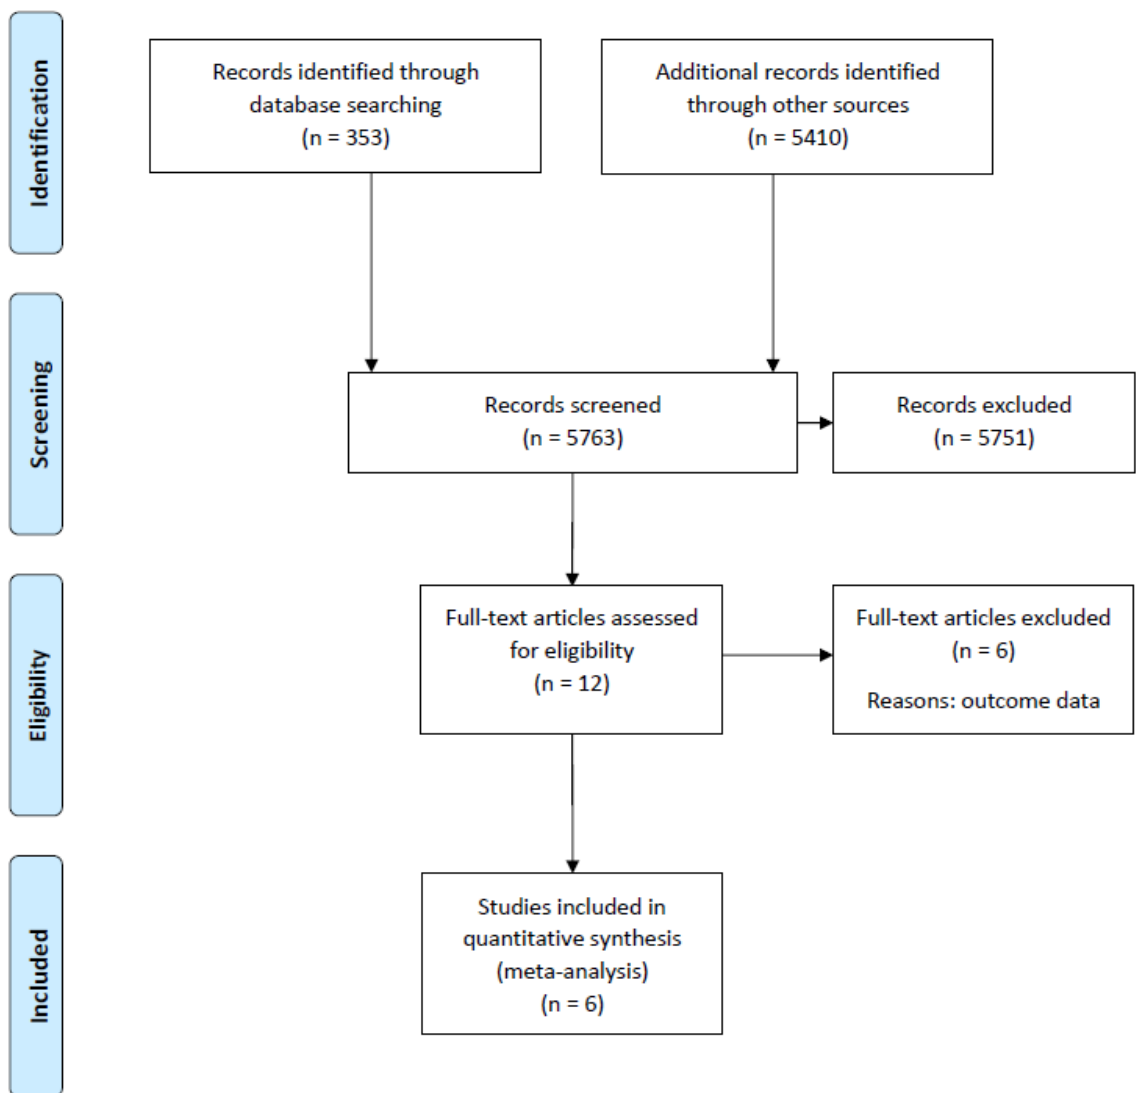 Identification
Records identified through
database searching
(n = 353)
Additional records identified
through other sources
(n = 5410)
Screening
Records screened
(n = 5763)
Records excluded
(n = 5751)
Eligibility
Full-text articles assessed
for eligibility
(n = 12)
Full-text articles excluded
(n = 6)
Reasons: outcome data
Included
Studies included in
quantitative synthesis
(meta-analysis)
(n = 6)